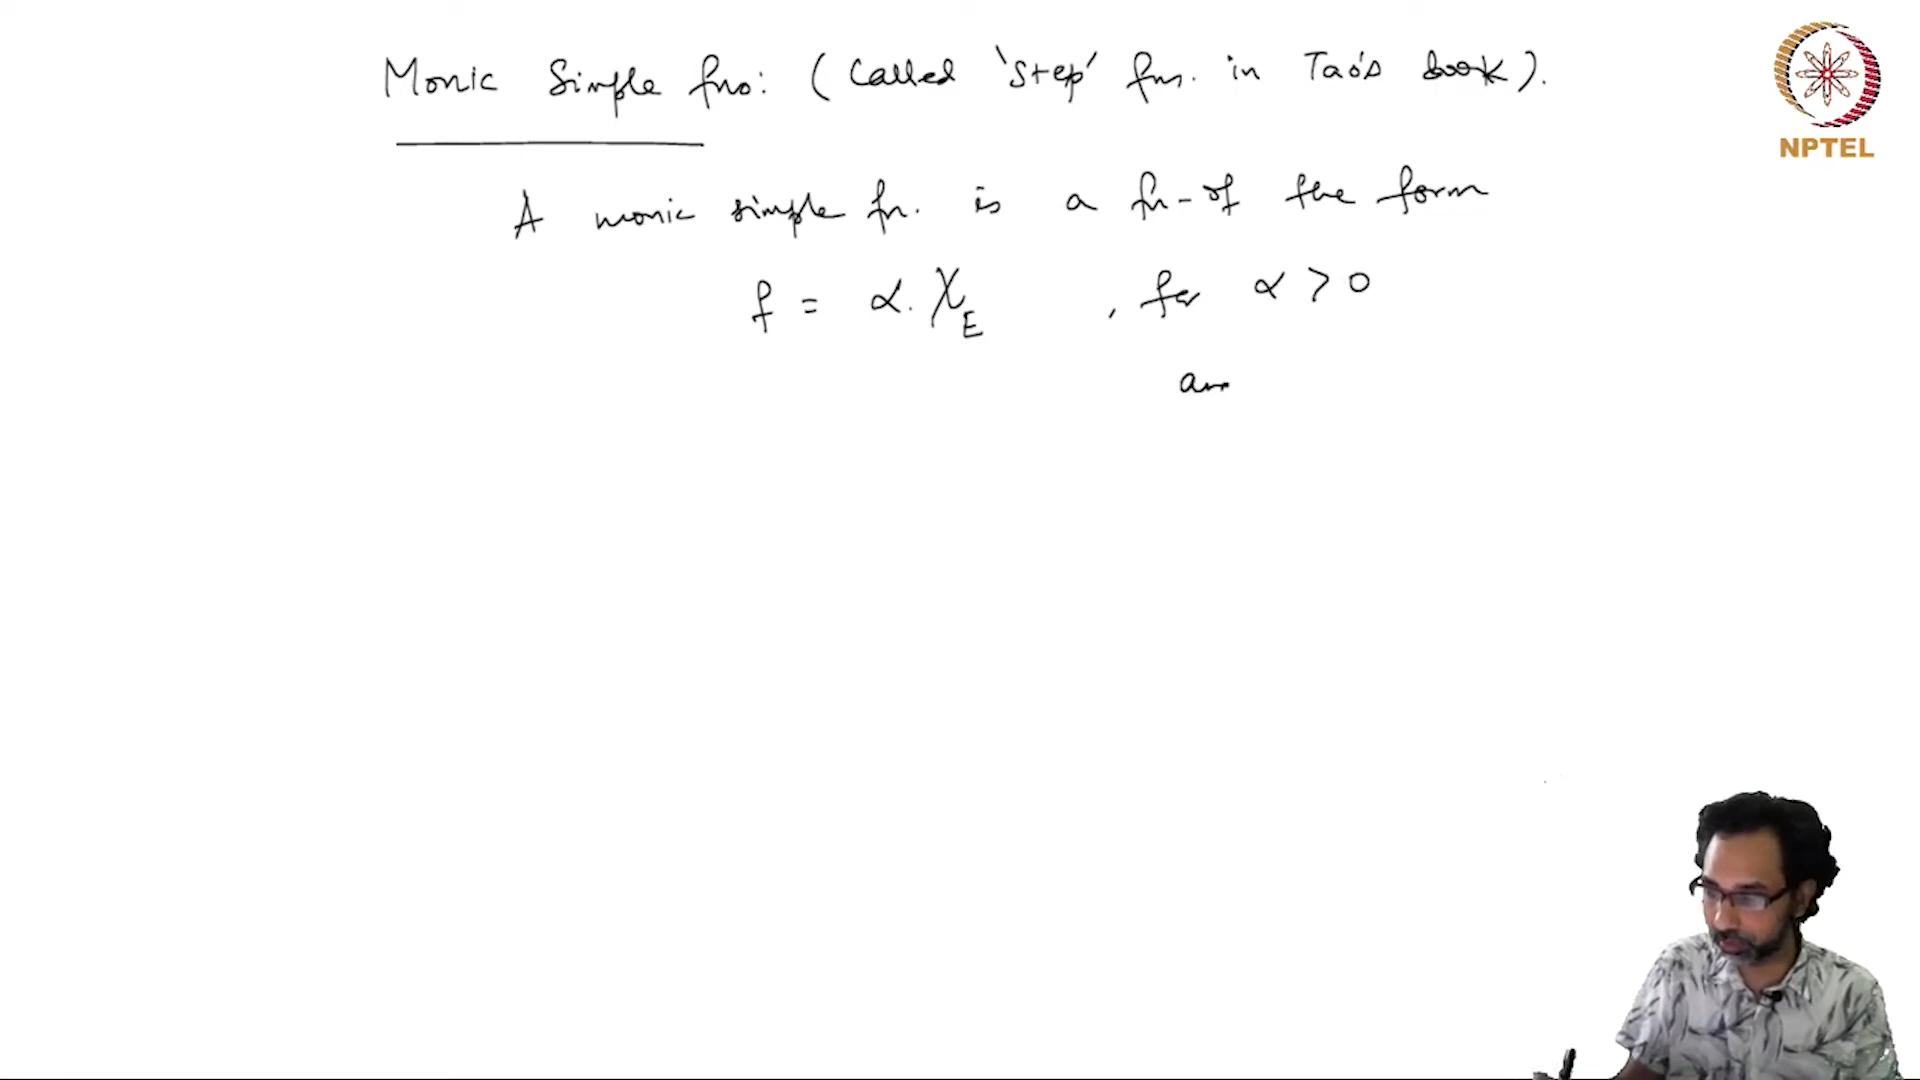 Monic Simple fns: (Called 'Step' fns. in Tao's book).
A monic simple fn. is a fn. of the form
f = α. χ_E , for α > 0
an
NPTEL